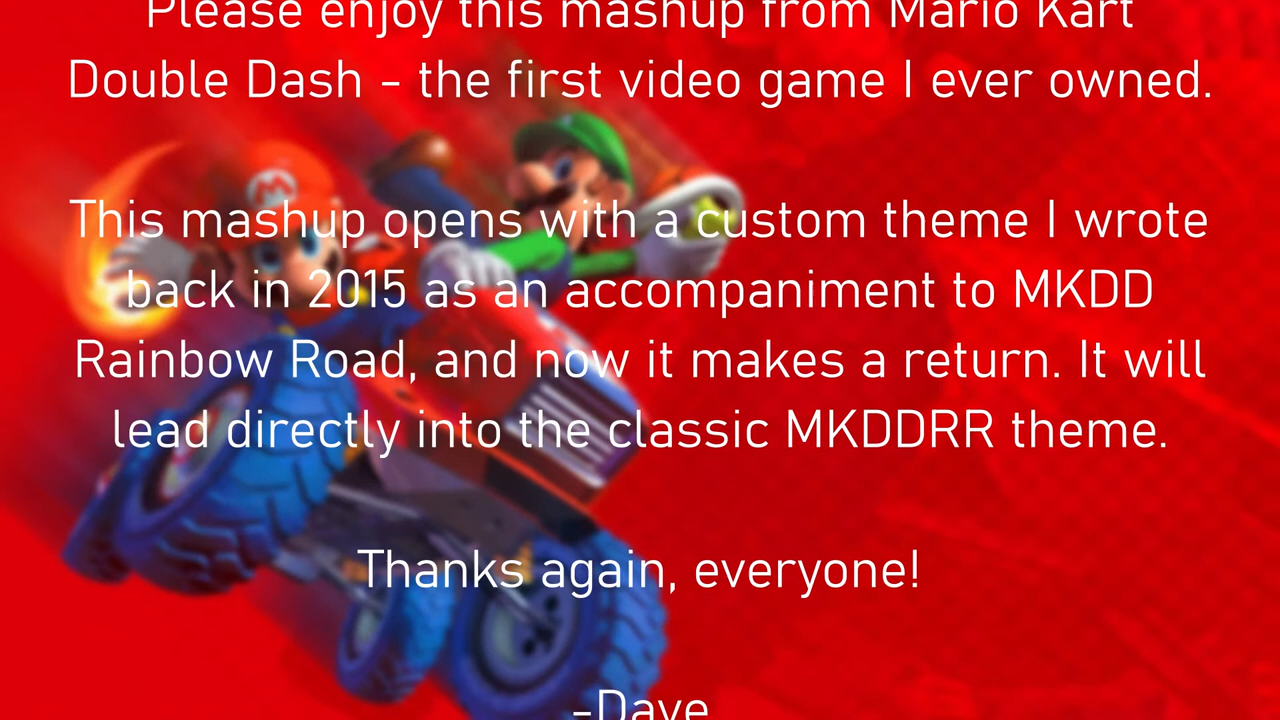 Please enjoy this mashup from Mario Kart
Double Dash - the first video game I ever owned.
This mashup opens with a custom theme I wrote
back in 2015 as an accompaniment to MKDD
Rainbow Road, and now it makes a return. It will
lead directly into the classic MKDDRR theme.
Thanks again, everyone!
-Dave
M